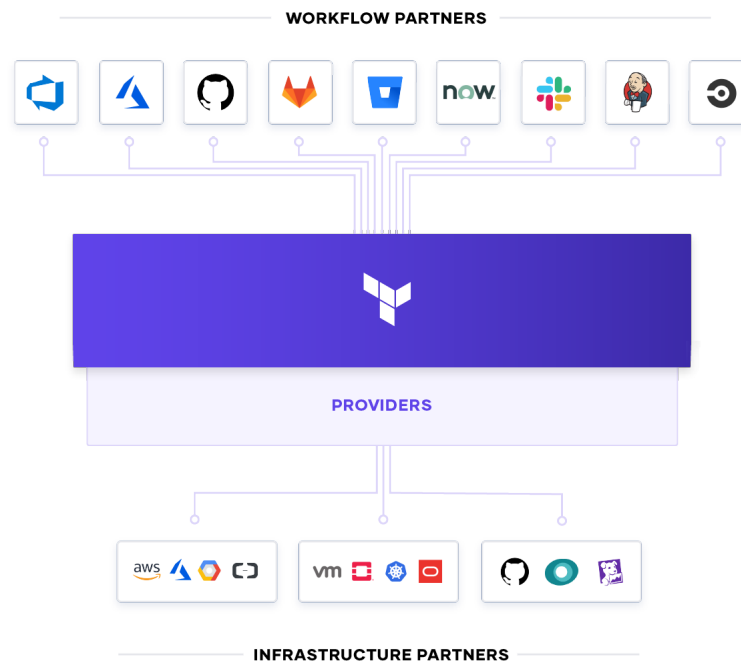 WORKFLOW PARTNERS
now
PROVIDERS
aws
vm
INFRASTRUCTURE PARTNERS